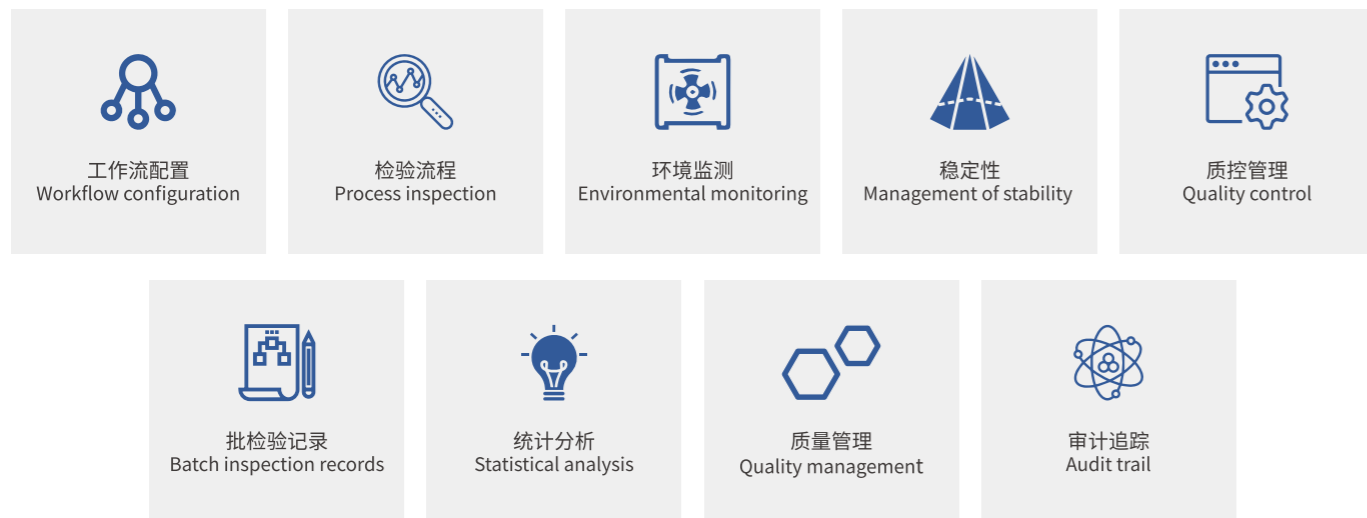 工作流配置
Workflow configuration
检验流程
Process inspection
环境监测
Environmental monitoring
稳定性
Management of stability
质控管理
Quality control
批检验记录
Batch inspection records
统计分析
Statistical analysis
质量管理
Quality management
审计追踪
Audit trail